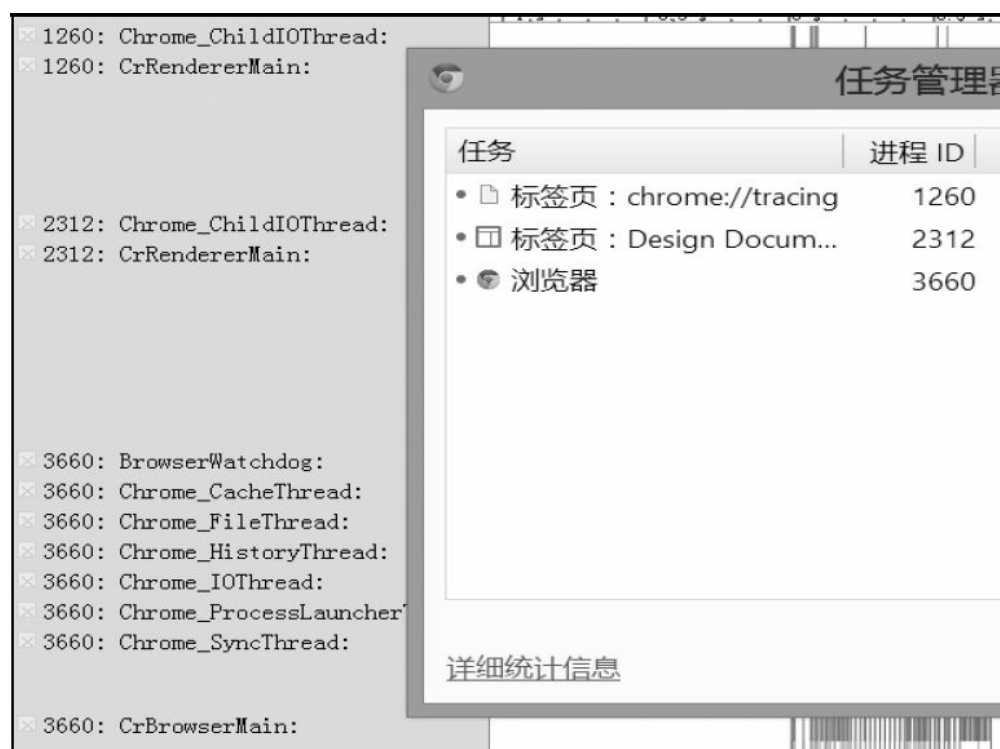 1260: Chrome_ChildIOThread:
1260: CrRendererMain:
2312: Chrome_ChildIOThread:
2312: CrRendererMain:
3660: BrowserWatchdog:
3660: Chrome_CacheThread:
3660: Chrome_FileThread:
3660: Chrome_HistoryThread:
3660: Chrome_IOThread:
3660: Chrome_ProcessLauncher
3660: Chrome_SyncThread:
3660: CrBrowserMain:
任务管理器
任务 进程 ID
标签页：chrome://tracing 1260
标签页：Design Docum... 2312
浏览器 3660
详细统计信息